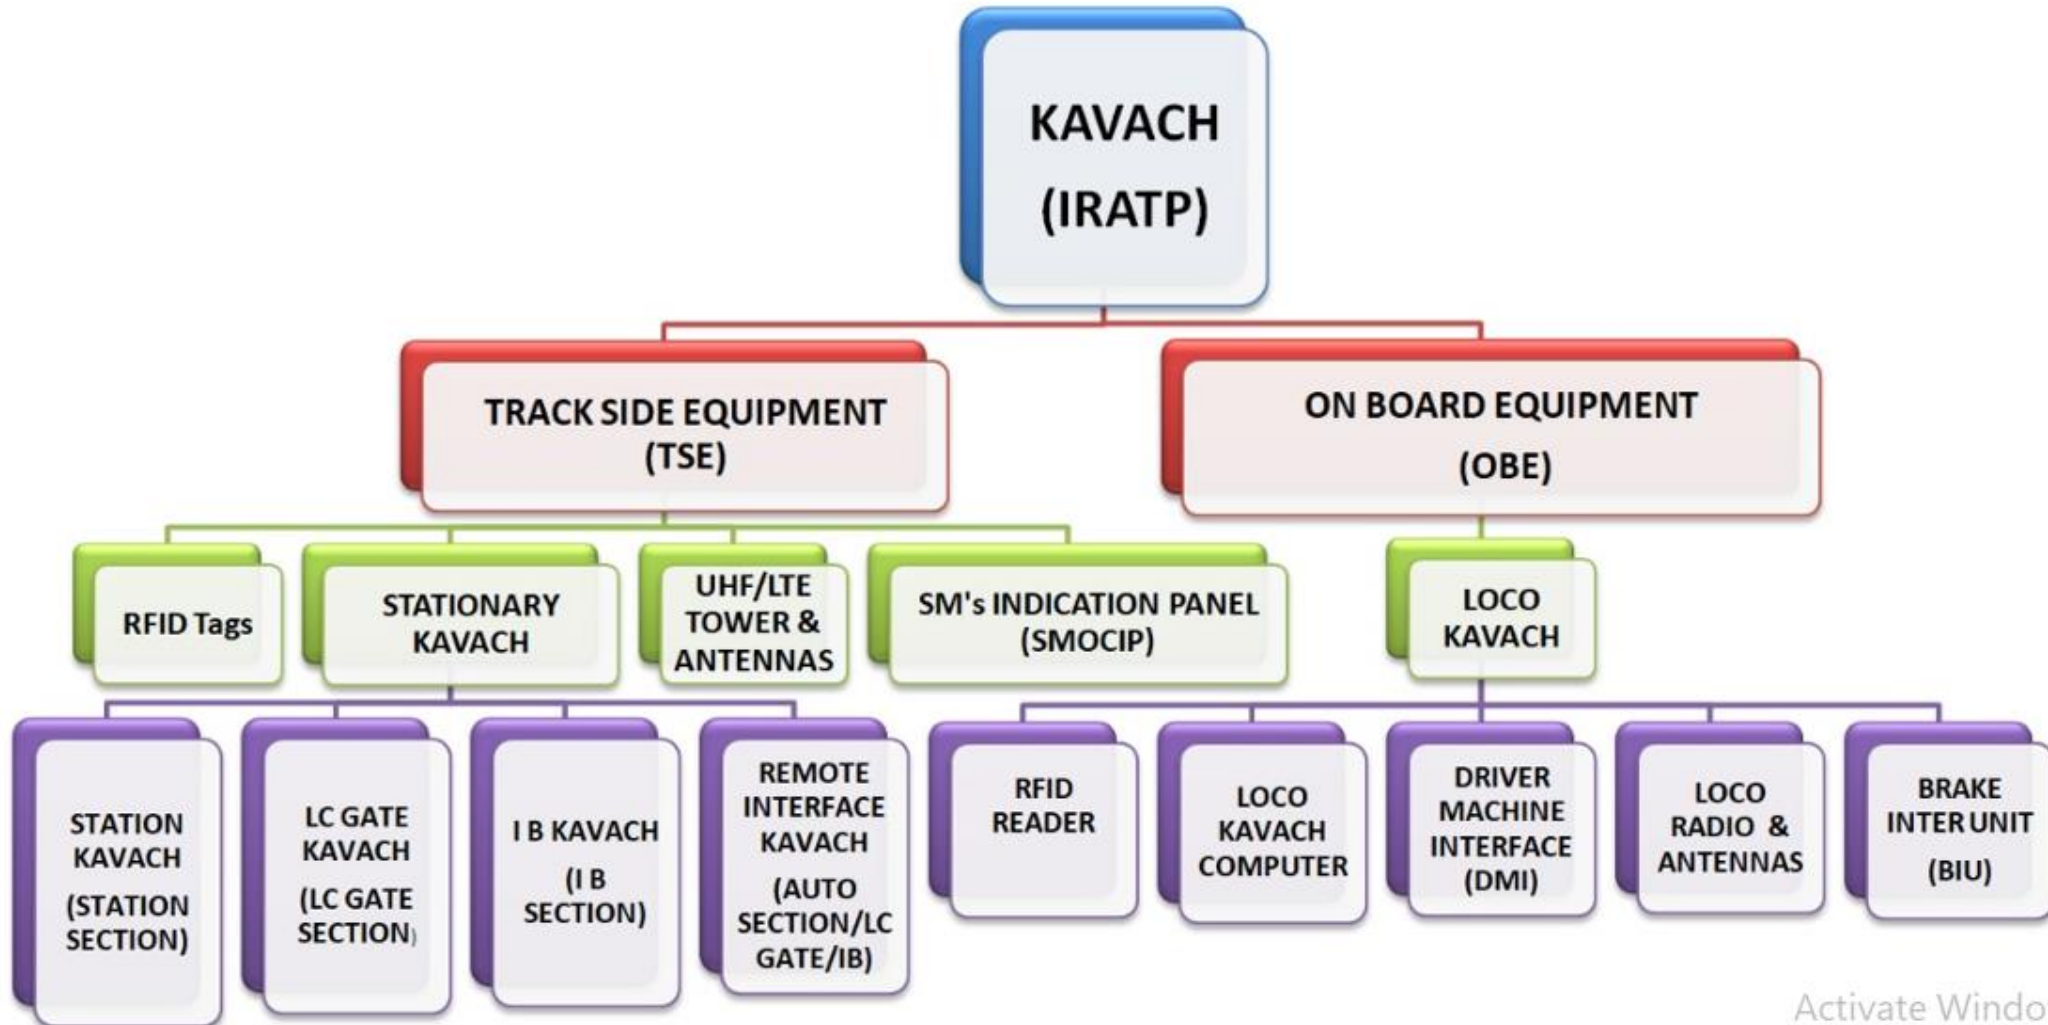 KAVACH
(IRATP)
TRACK SIDE EQUIPMENT
(TSE)
ON BOARD EQUIPMENT
(OBE)
RFID Tags
STATIONARY
KAVACH
UHF/LTE
TOWER &
ANTENNAS
SM's INDICATION PANEL
(SMOCIP)
LOCO
KAVACH
STATION
KAVACH
(STATION
SECTION)
LC GATE
KAVACH
(LC GATE
SECTION)
I B KAVACH
(I B
SECTION)
REMOTE
INTERFACE
KAVACH
(AUTO
SECTION/LC
GATE/IB)
RFID
READER
LOCO
KAVACH
COMPUTER
DRIVER
MACHINE
INTERFACE
(DMI)
LOCO
RADIO &
ANTENNAS
BRAKE
INTER UNIT
(BIU)
Activate Windo